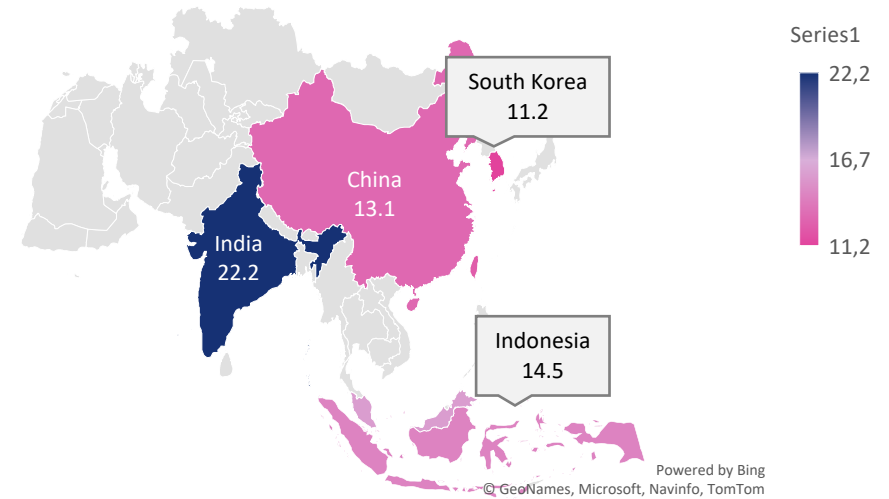 Series1
22,2
16,7
11,2
South Korea
11.2
China
13.1
India
22.2
Indonesia
14.5
Powered by Bing
© GeoNames, Microsoft, Navinfo, TomTom